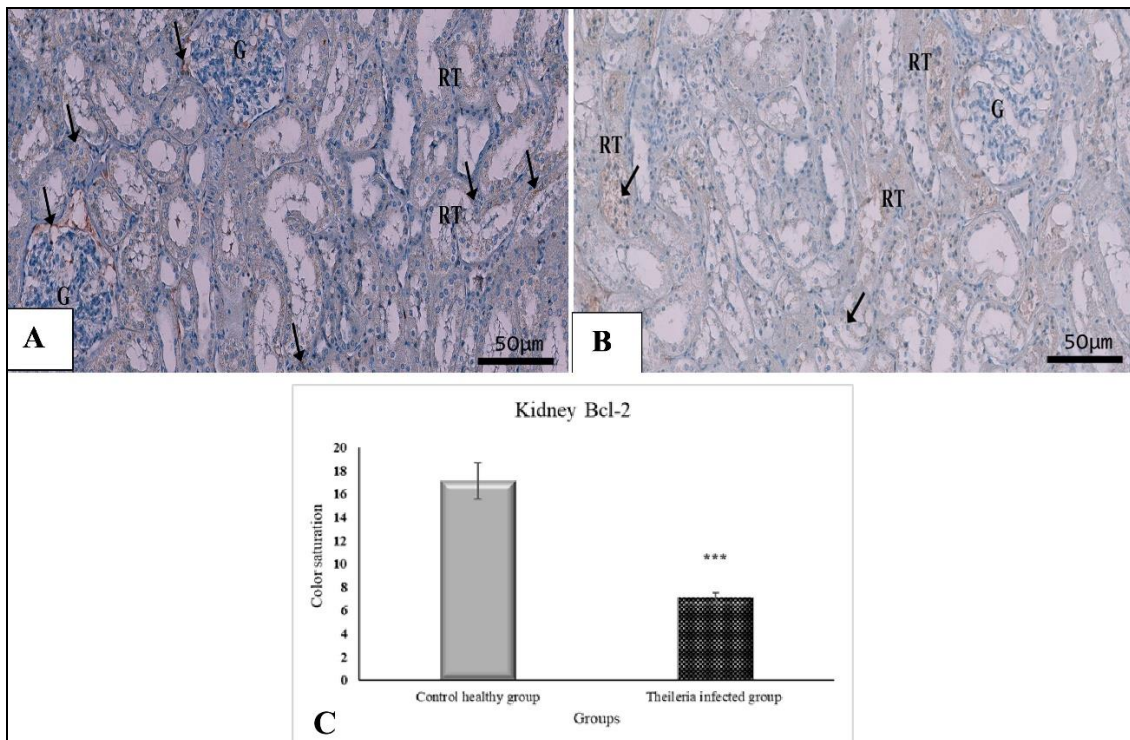 G
RT
RT
G
A
50µm
RT
G
RT
RT
B
50µm
Kidney Bcl-2
20
18
16
14
12
10
8
6
4
2
0
Color saturation
***
Control healthy group
Theileria infected group
Groups
C